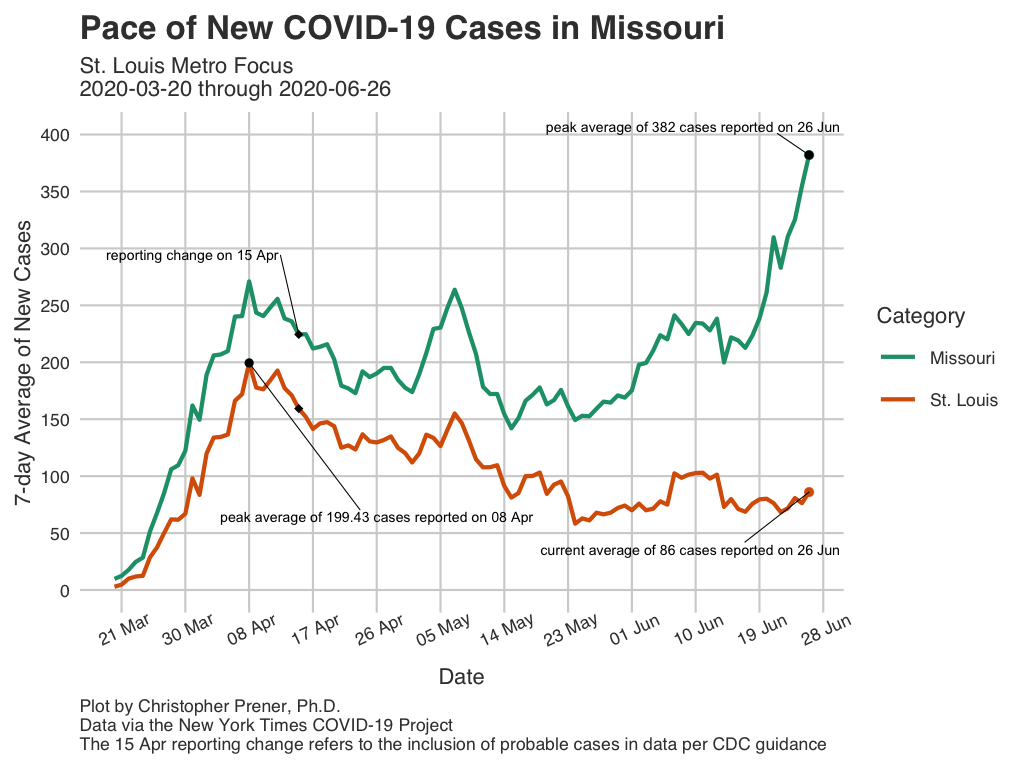 Pace of New COVID-19 Cases in Missouri
St. Louis Metro Focus
2020-03-20 through 2020-06-26
7-day Average of New Cases
400
350
300
250
200
150
100
50
0
peak average of 382 cases reported on 26 Jun
reporting change on 15 Apr
peak average of 199.43 cases reported on 08 Apr
current average of 86 cases reported on 26 Jun
21 Mar
30 Mar
08 Apr
17 Apr
26 Apr
05 May
14 May
23 May
01 Jun
10 Jun
19 Jun
28 Jun
Date
Category
Missouri
St. Louis
Plot by Christopher Prener, Ph.D.
Data via the New York Times COVID-19 Project
The 15 Apr reporting change refers to the inclusion of probable cases in data per CDC guidance